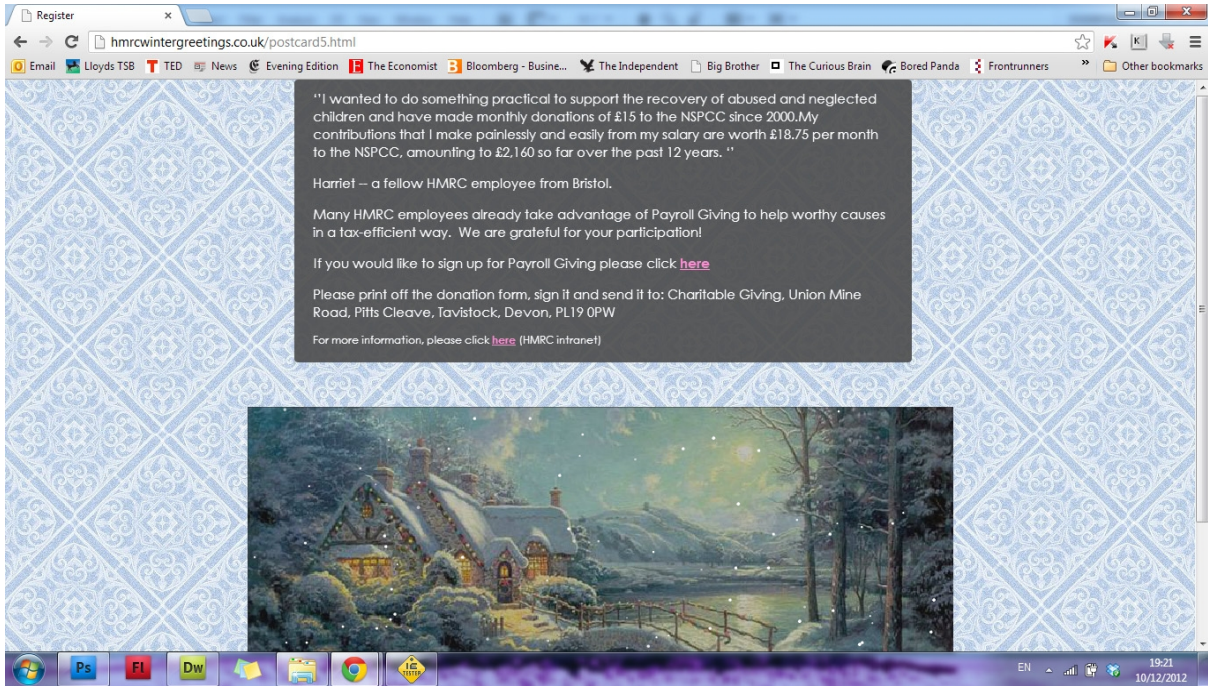 Register
hmrcwintergreetings.co.uk/postcard5.html
Email Lloyds TSB TED News Evening Edition The Economist Bloomberg - Busine... The Independent Big Brother The Curious Brain Bored Panda Frontrunners » Other bookmarks
‘’I wanted to do something practical to support the recovery of abused and neglected
children and have made monthly donations of £15 to the NSPCC since 2000.My
contributions that I make painlessly and easily from my salary are worth £18.75 per month
to the NSPCC, amounting to £2,160 so far over the past 12 years. ‘’
Harriet -- a fellow HMRC employee from Bristol.
Many HMRC employees already take advantage of Payroll Giving to help worthy causes
in a tax-efficient way. We are grateful for your participation!
If you would like to sign up for Payroll Giving please click here
Please print off the donation form, sign it and send it to: Charitable Giving, Union Mine
Road, Pitts Cleave, Tavistock, Devon, PL19 0PW
For more information, please click here (HMRC intranet)
Ps Fl Dw IE TESTER EN 19:21
10/12/2012